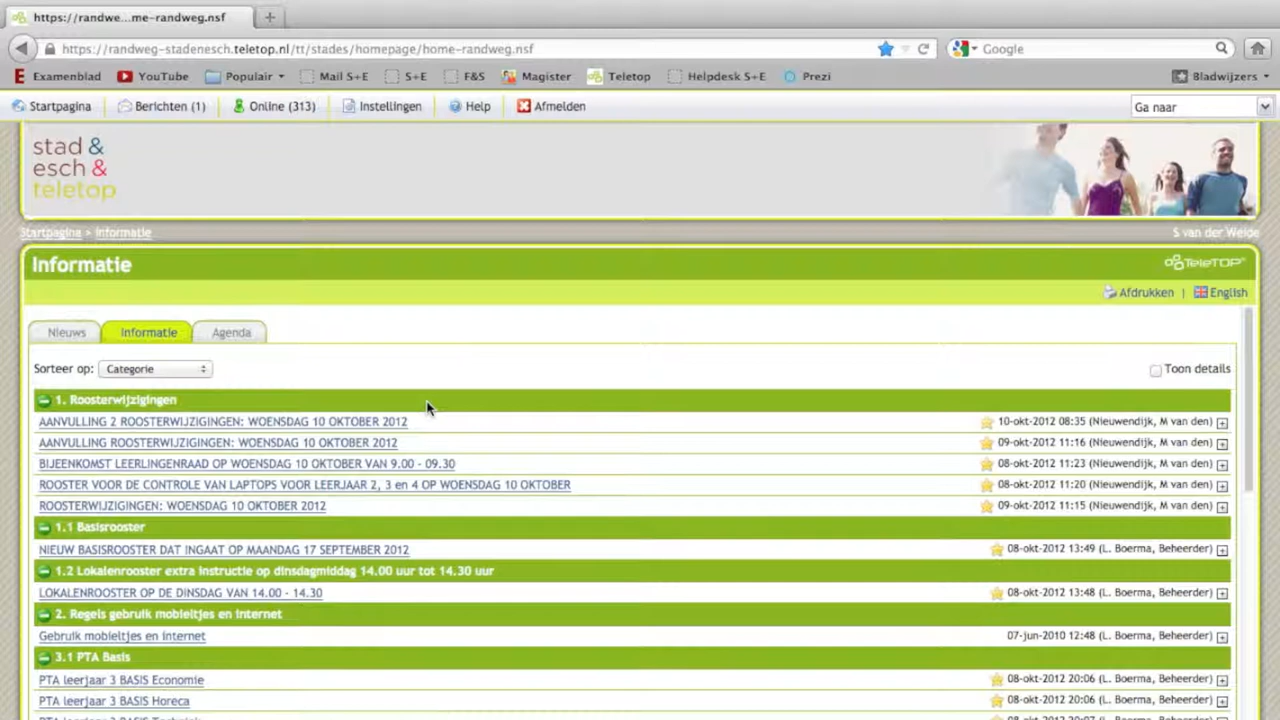 https://randwe...me-randweg.nsf
https://randweg-stadenesch.teletop.nl/tt/stades/homepage/home-randweg.nsf
Google
Examenblad YouTube Populair Mail S+E S+E F&S Magister Teletop Helpdesk S+E Prezi Bladwijzers
Startpagina Berichten (1) Online (313) Instellingen Help Afmelden Ga naar
stad &
esch &
teletop
Startpagina > Informatie S van der Weide
Informatie TeleTOP
Afdrukken | English
Nieuws Informatie Agenda
Sorteer op: Categorie Toon details
1. Roosterwijzigingen
AANVULLING 2 ROOSTERWIJZIGINGEN: WOENSDAG 10 OKTOBER 2012 10-okt-2012 08:35 (Nieuwendijk, M van den)
AANVULLING ROOSTERWIJZIGINGEN: WOENSDAG 10 OKTOBER 2012 09-okt-2012 11:16 (Nieuwendijk, M van den)
BIJEENKOMST LEERLINGENRAAD OP WOENSDAG 10 OKTOBER VAN 9.00 - 09.30 08-okt-2012 11:23 (Nieuwendijk, M van den)
ROOSTER VOOR DE CONTROLE VAN LAPTOPS VOOR LEERJAAR 2, 3 en 4 OP WOENSDAG 10 OKTOBER 08-okt-2012 11:20 (Nieuwendijk, M van den)
ROOSTERWIJZIGINGEN: WOENSDAG 10 OKTOBER 2012 09-okt-2012 11:15 (Nieuwendijk, M van den)
1.1 Basisrooster
NIEUW BASISROOSTER DAT INGAAT OP MAANDAG 17 SEPTEMBER 2012 08-okt-2012 13:49 (L. Boerma, Beheerder)
1.2 Lokalenrooster extra instructie op dinsdagmiddag 14.00 uur tot 14.30 uur
LOKALENROOSTER OP DE DINSDAG VAN 14.00 - 14.30 08-okt-2012 13:48 (L. Boerma, Beheerder)
2. Regels gebruik mobieltjes en internet
Gebruik mobieltjes en internet 07-jun-2010 12:48 (L. Boerma, Beheerder)
3.1 PTA Basis
PTA leerjaar 3 BASIS Economie 08-okt-2012 20:06 (L. Boerma, Beheerder)
PTA leerjaar 3 BASIS Horeca 08-okt-2012 20:06 (L. Boerma, Beheerder)